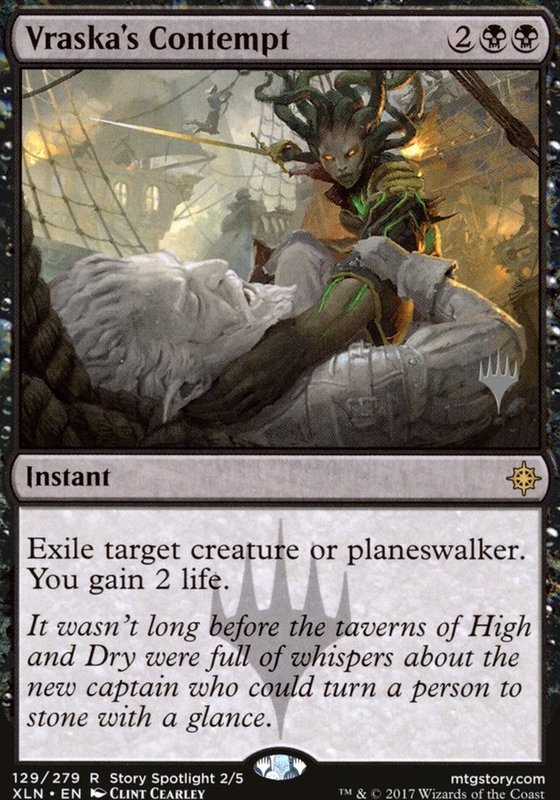 Vraska's Contempt 2
Instant
Exile target creature or planeswalker.
You gain 2 life.
It wasn't long before the taverns of High
and Dry were full of whispers about the
new captain who could turn a person to
stone with a glance.
129/279 R Story Spotlight 2/5 mtgstory.com
XLN • EN Clint Cearley ™ & © 2017 Wizards of the Coast